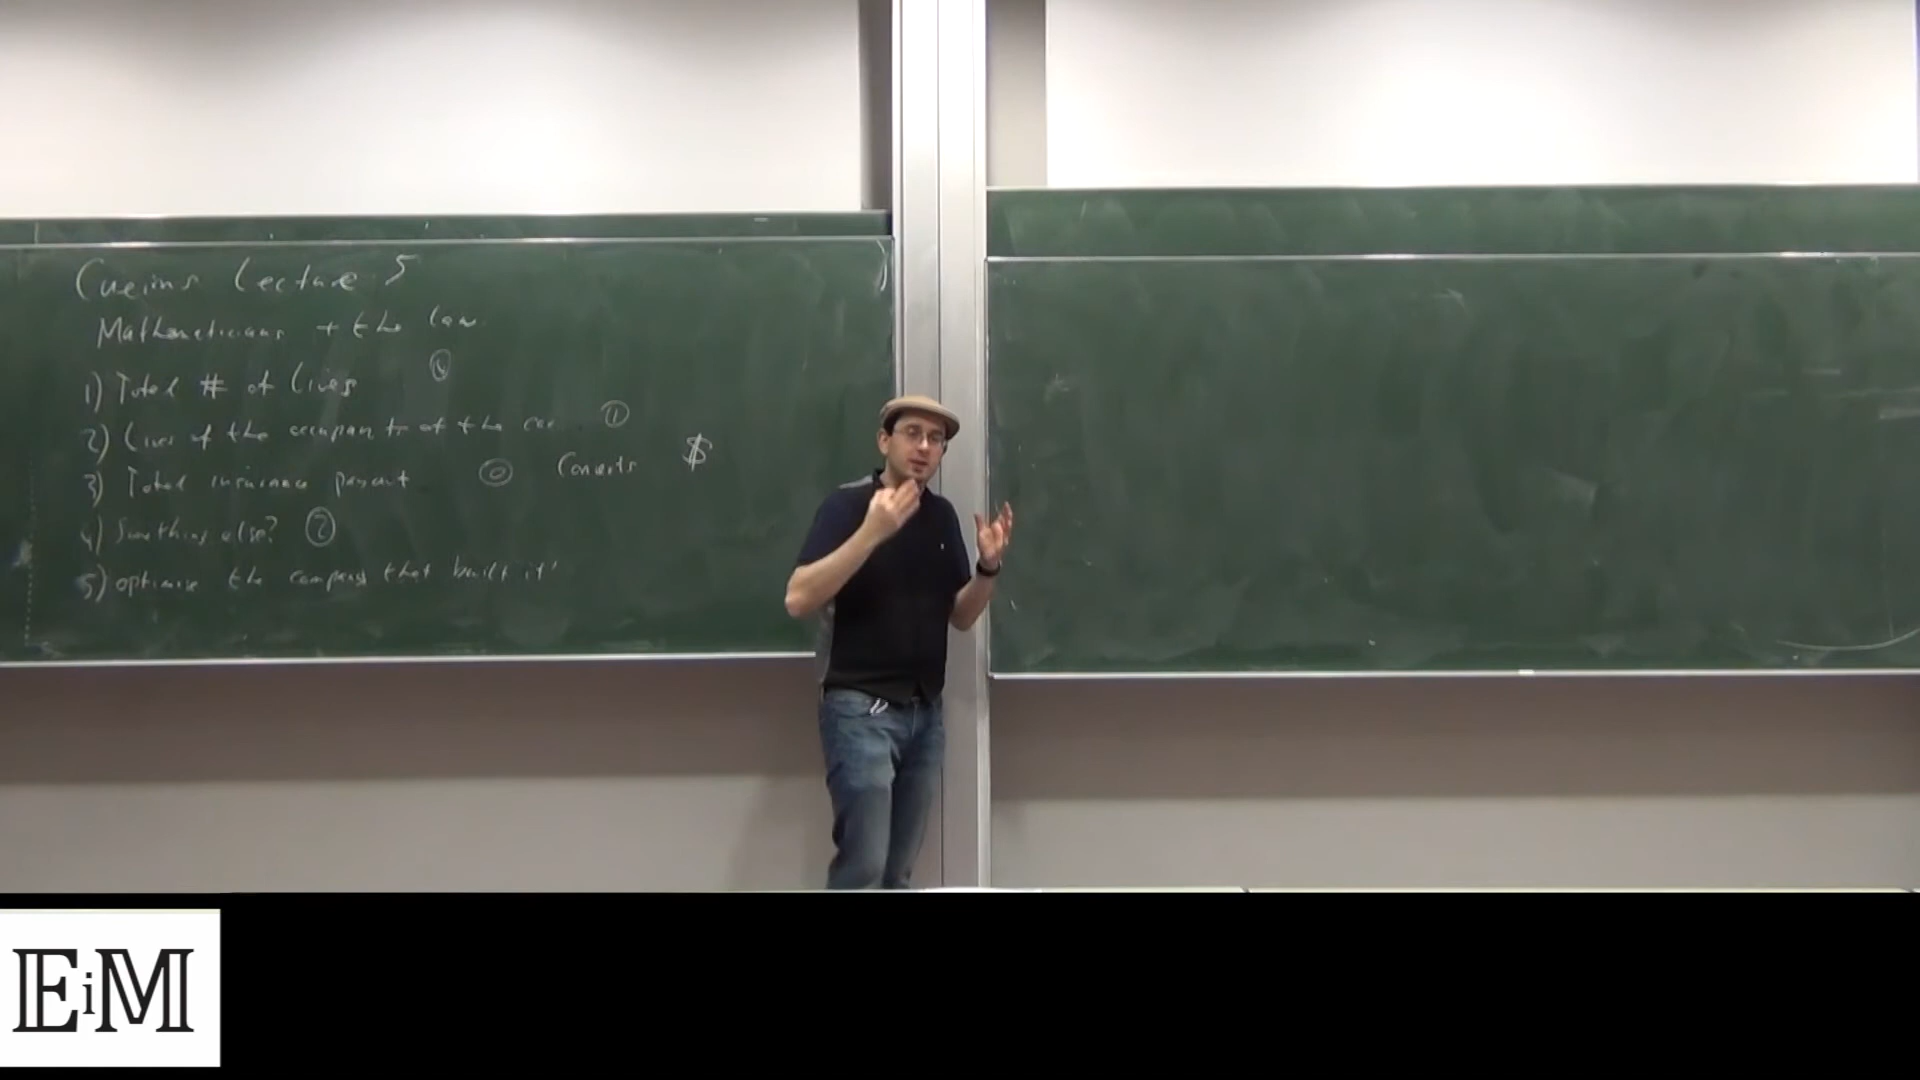 Cueims Lecture 5
Mathematicians + the law
1) Total # of lives
2) Lives of the occupants of the car ①
3) Total insurance payout ⓪ Converts $
4) Something else? ②
5) optimise the company that built it!
EiM